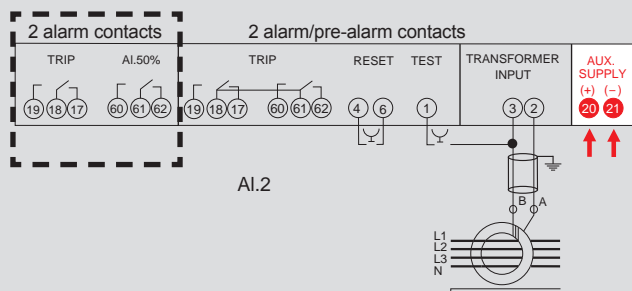 2 alarm contacts 2 alarm/pre-alarm contacts
TRIP AI.50% TRIP RESET TEST TRANSFORMER INPUT AUX. SUPPLY
(+) (−)
19 18 17 60 61 62 19 18 17 60 61 62 4 6 1 3 2 20 21
AI.2
B A
L1
L2
L3
N